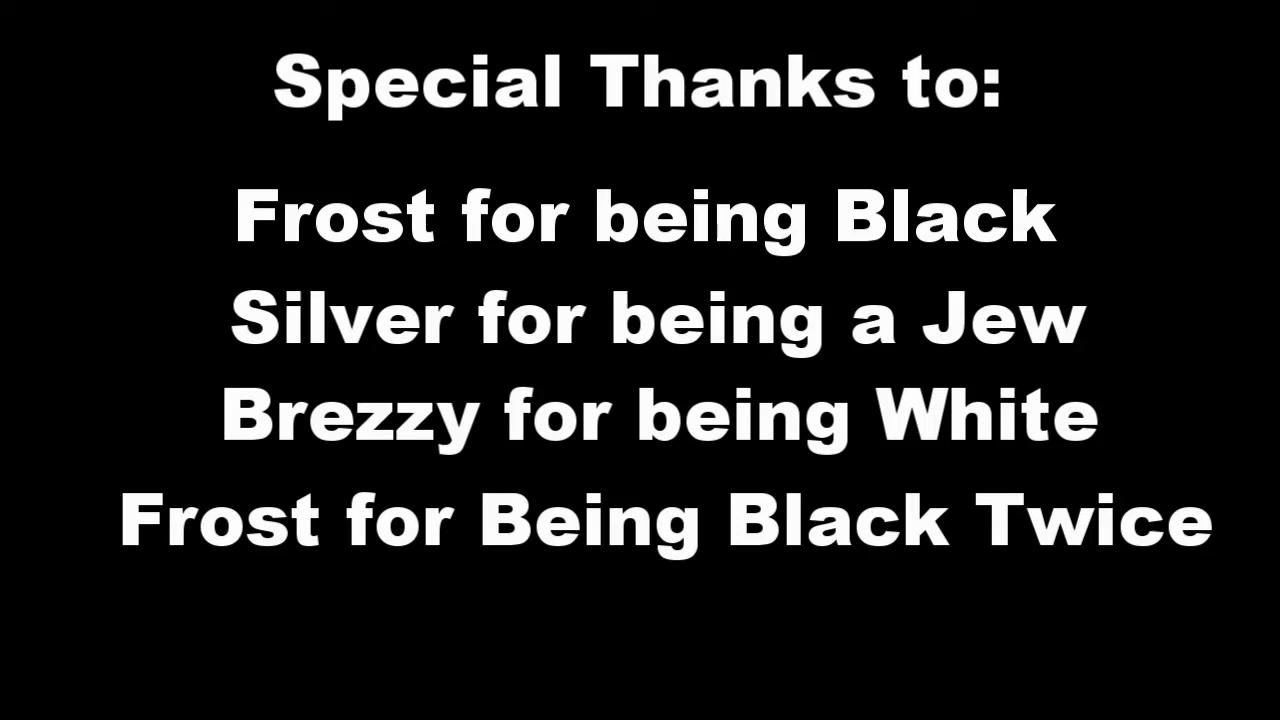 Special Thanks to:
Frost for being Black
Silver for being a Jew
Brezzy for being White
Frost for Being Black Twice